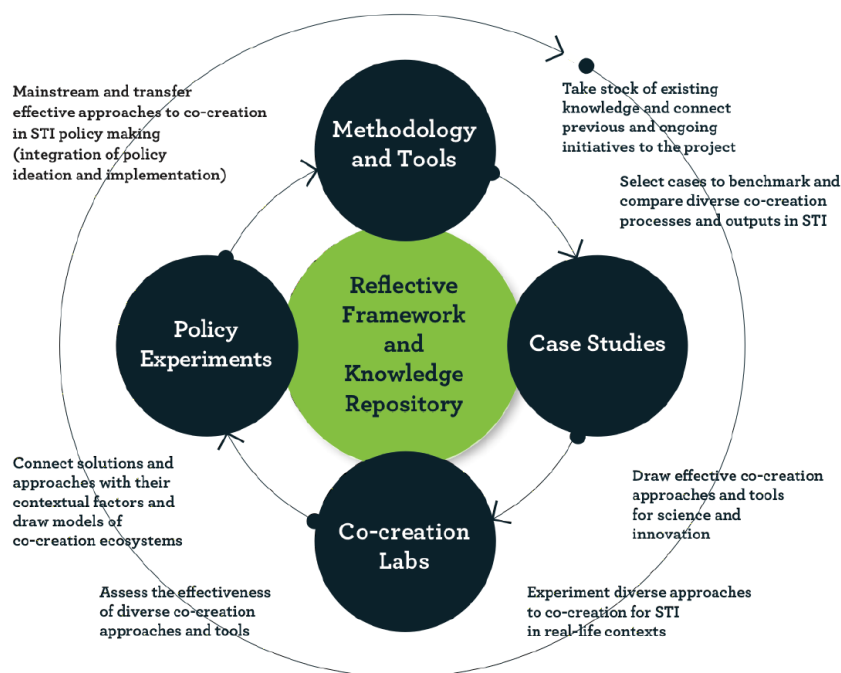 Mainstream and transfer
effective approaches to co-creation
in STI policy making
(integration of policy
ideation and implementation)
Methodology
and Tools
Take stock of existing
knowledge and connect
previous and ongoing
initiatives to the project
Select cases to benchmark and
compare diverse co-creation
processes and outputs in STI
Policy
Experiments
Reflective
Framework
and
Knowledge
Repository
Case Studies
Connect solutions and
approaches with their
contextual factors and
draw models of
co-creation ecosystems
Co-creation
Labs
Draw effective co-creation
approaches and tools
for science and
innovation
Assess the effectiveness
of diverse co-creation
approaches and tools
Experiment diverse approaches
to co-creation for STI
in real-life contexts